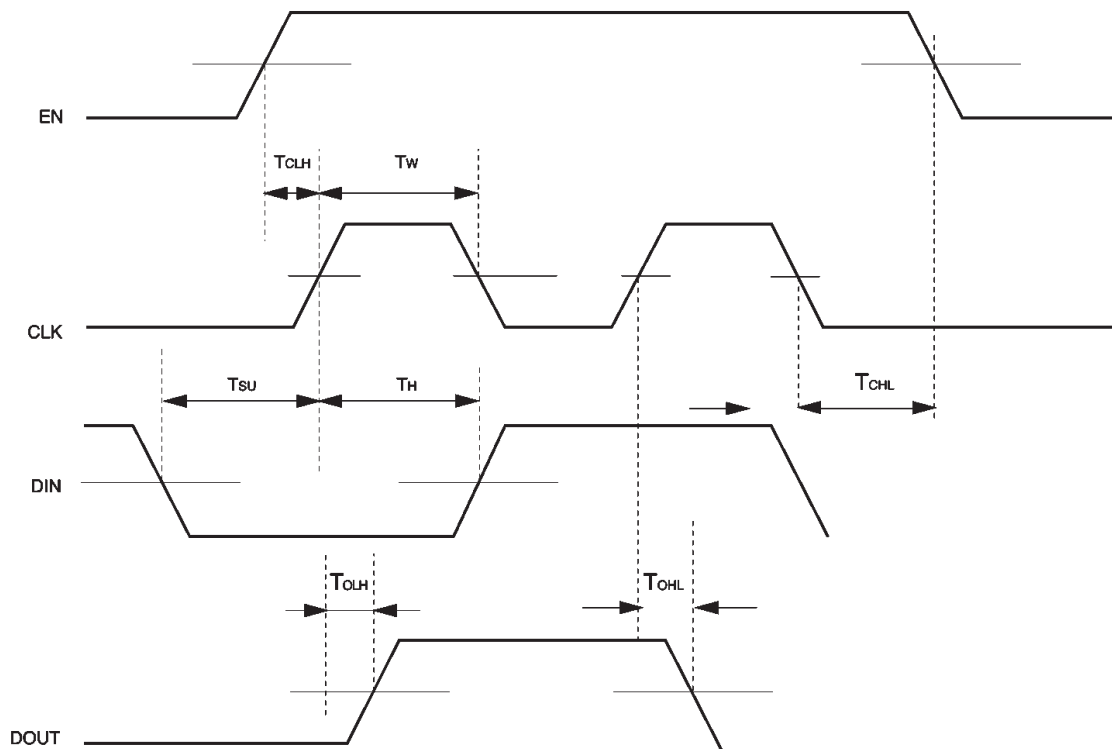 EN
TCLH TW
CLK
TSU TH TCHL
DIN
TOLH TOHL
DOUT